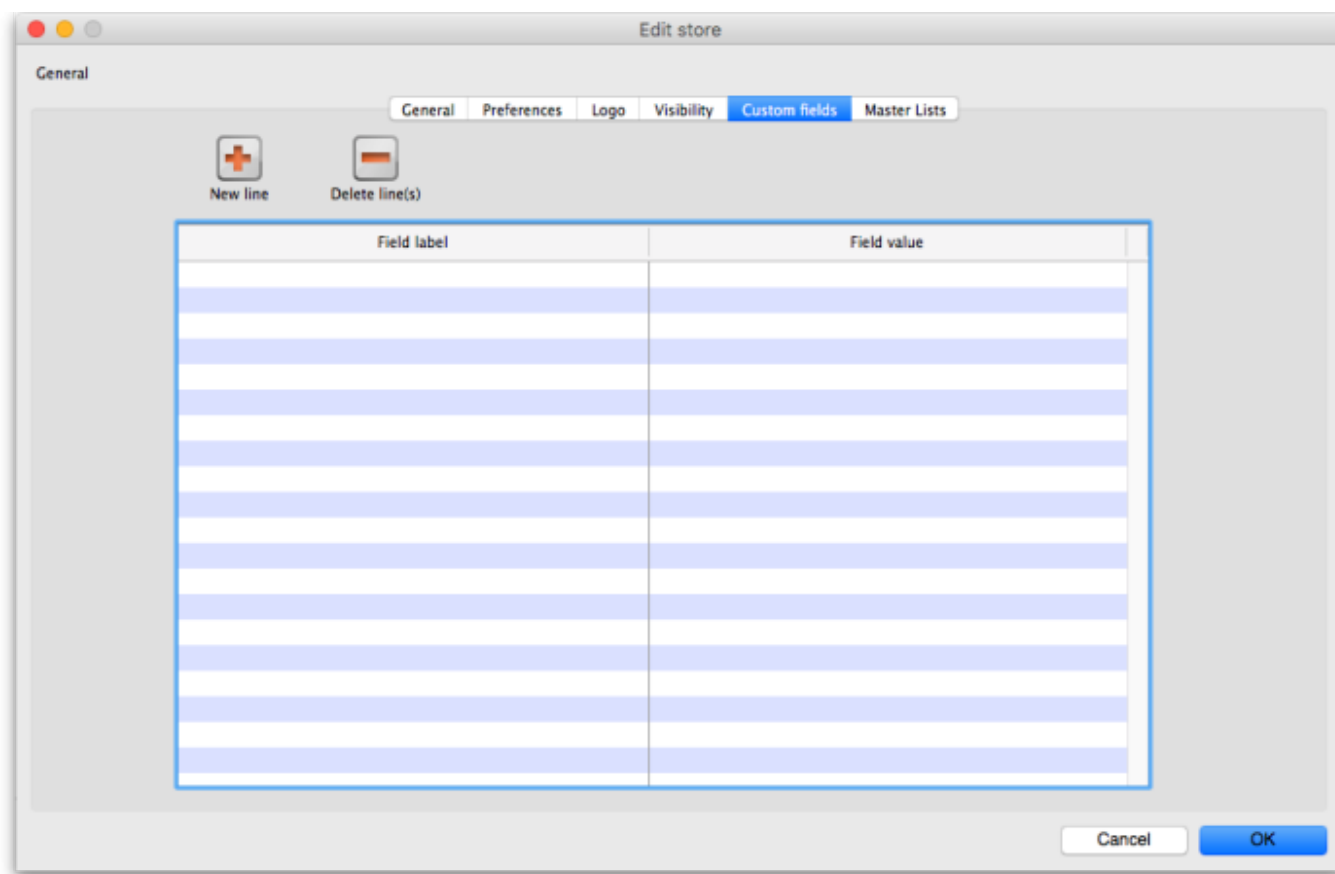 Edit store
General
General Preferences Logo Visibility Custom fields Master Lists
New line Delete line(s)
Field label Field value
Cancel OK